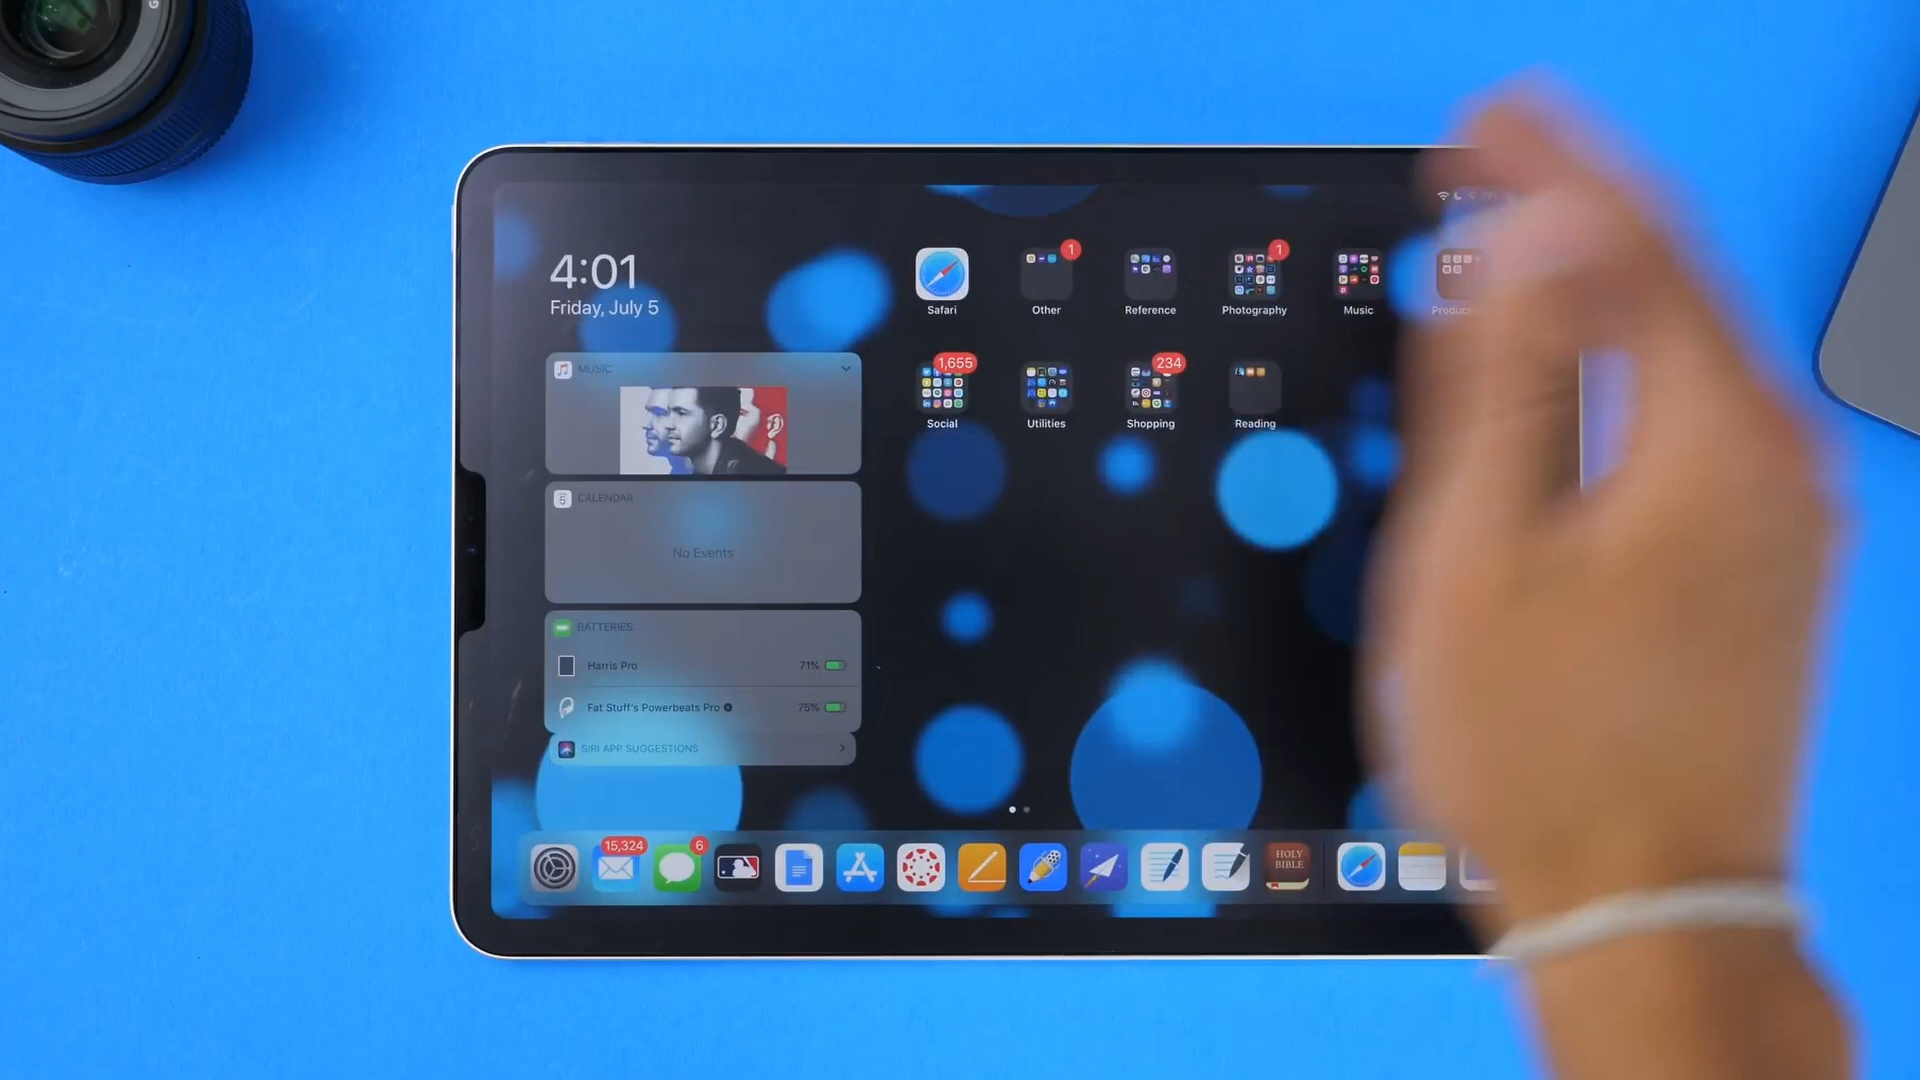 4:01
Friday, July 5
MUSIC
CALENDAR
5
No Events
BATTERIES
Harris Pro 71%
Fat Stuff's Powerbeats Pro 75%
SIRI APP SUGGESTIONS
1
1
Safari Other Reference Photography Music Produc
1,655
234
Social Utilities Shopping Reading
15,324
6
HOLY
BIBLE